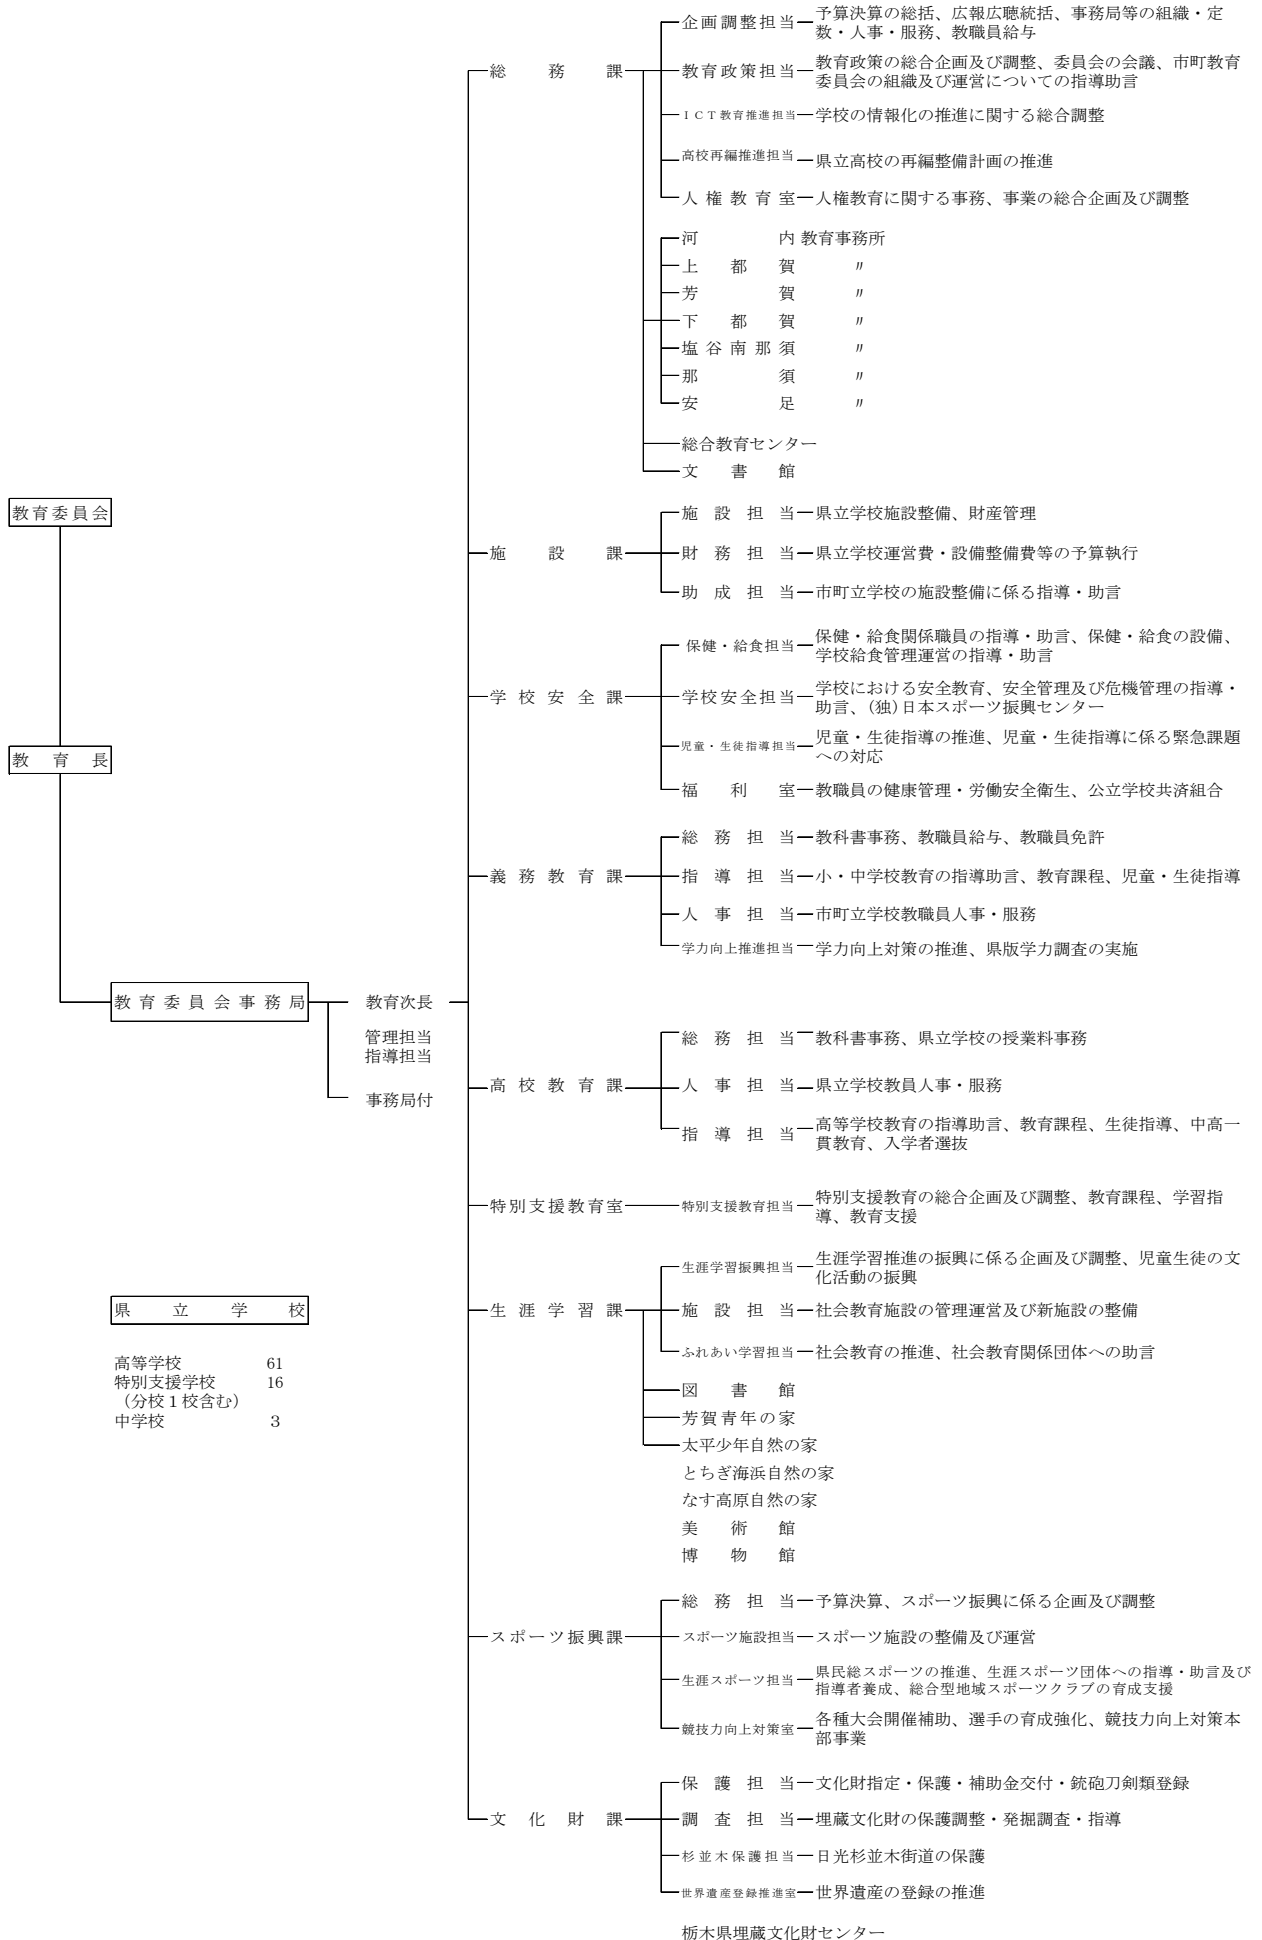 企画調整担当 予算決算の総括、広報広聴統括、事務局等の組織・定
数・人事・服務、教職員給与
総務課 教育政策担当 教育政策の総合企画及び調整、委員会の会議、市町教育
委員会の組織及び運営についての指導助言
ＩＣＴ教育推進担当 学校の情報化の推進に関する総合調整
高校再編推進担当 県立高校の再編整備計画の推進
人権教育室 人権教育に関する事務、事業の総合企画及び調整
河内教育事務所
上都賀 〃
芳賀 〃
下都賀 〃
塩谷南那須 〃
那須 〃
安足 〃
総合教育センター
文書館
教育委員会
施設担当 県立学校施設整備、財産管理
施設課 財務担当 県立学校運営費・設備整備費等の予算執行
助成担当 市町立学校の施設整備に係る指導・助言
保健・給食担当 保健・給食関係職員の指導・助言、保健・給食の設備、
学校給食管理運営の指導・助言
学校安全課 学校安全担当 学校における安全教育、安全管理及び危機管理の指導・
助言、(独)日本スポーツ振興センター
児童・生徒指導担当 児童・生徒指導の推進、児童・生徒指導に係る緊急課題
への対応
教育長
福利室 教職員の健康管理・労働安全衛生、公立学校共済組合
総務担当 教科書事務、教職員給与、教職員免許
義務教育課 指導担当 小・中学校教育の指導助言、教育課程、児童・生徒指導
人事担当 市町立学校教職員人事・服務
学力向上推進担当 学力向上対策の推進、県版学力調査の実施
教育委員会事務局 教育次長
管理担当
指導担当
事務局付
総務担当 教科書事務、県立学校の授業料事務
高校教育課 人事担当 県立学校教員人事・服務
指導担当 高等学校教育の指導助言、教育課程、生徒指導、中高一
貫教育、入学者選抜
特別支援教育室 特別支援教育担当 特別支援教育の総合企画及び調整、教育課程、学習指
導、教育支援
生涯学習振興担当 生涯学習推進の振興に係る企画及び調整、児童生徒の文
化活動の振興
生涯学習課 施設担当 社会教育施設の管理運営及び新施設の整備
ふれあい学習担当 社会教育の推進、社会教育関係団体への助言
図書館
芳賀青年の家
太平少年自然の家
とちぎ海浜自然の家
なす高原自然の家
美術館
博物館
県立学校
高等学校 61
特別支援学校 16
（分校１校含む）
中学校 3
総務担当 予算決算、スポーツ振興に係る企画及び調整
スポーツ振興課 スポーツ施設担当 スポーツ施設の整備及び運営
生涯スポーツ担当 県民総スポーツの推進、生涯スポーツ団体への指導・助言及び
指導者養成、総合型地域スポーツクラブの育成支援
競技力向上対策室 各種大会開催補助、選手の育成強化、競技力向上対策本
部事業
保護担当 文化財指定・保護・補助金交付・銃砲刀剣類登録
文化財課 調査担当 埋蔵文化財の保護調整・発掘調査・指導
杉並木保護担当 日光杉並木街道の保護
世界遺産登録推進室 世界遺産の登録の推進
栃木県埋蔵文化財センター